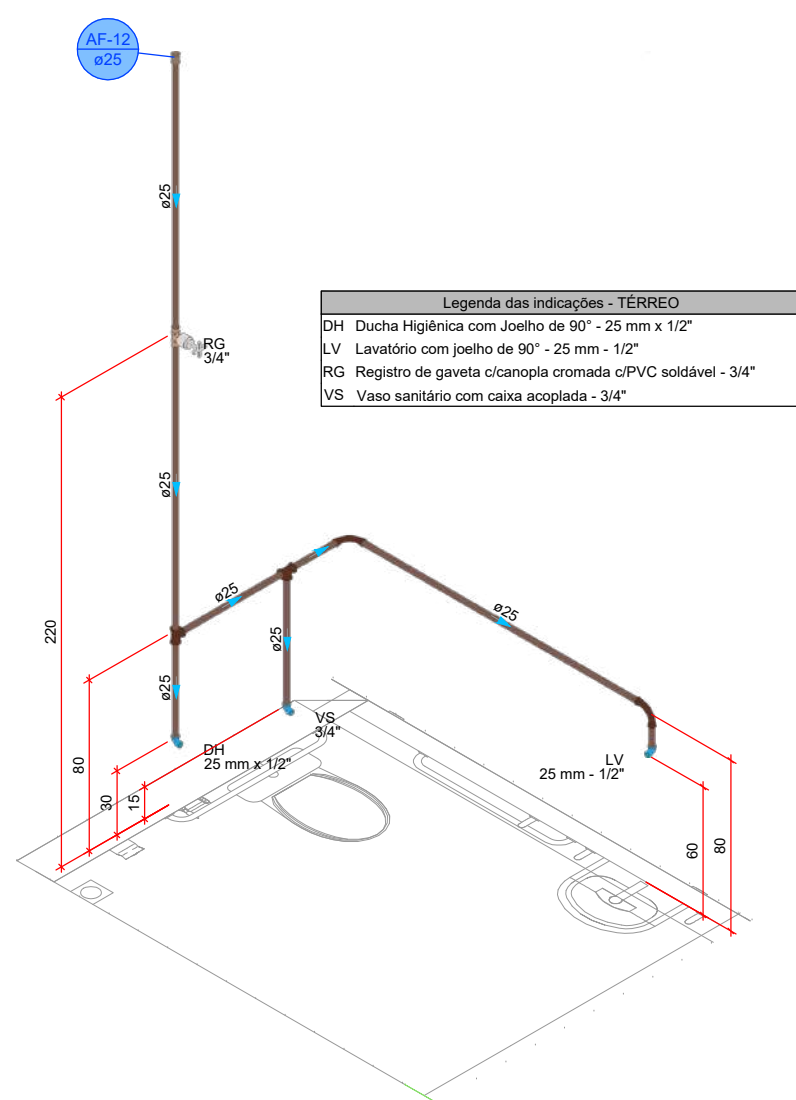 AF-12
ø25
ø25
RG
3/4"
Legenda das indicações - TÉRREO
DH Ducha Higiênica com Joelho de 90° - 25 mm x 1/2"
LV Lavatório com joelho de 90° - 25 mm - 1/2"
RG Registro de gaveta c/canopla cromada c/PVC soldável - 3/4"
VS Vaso sanitário com caixa acoplada - 3/4"
ø25
ø25
ø25
ø25
ø25
220
80
30
15
DH
25 mm x 1/2"
VS
3/4"
LV
25 mm - 1/2"
60
80